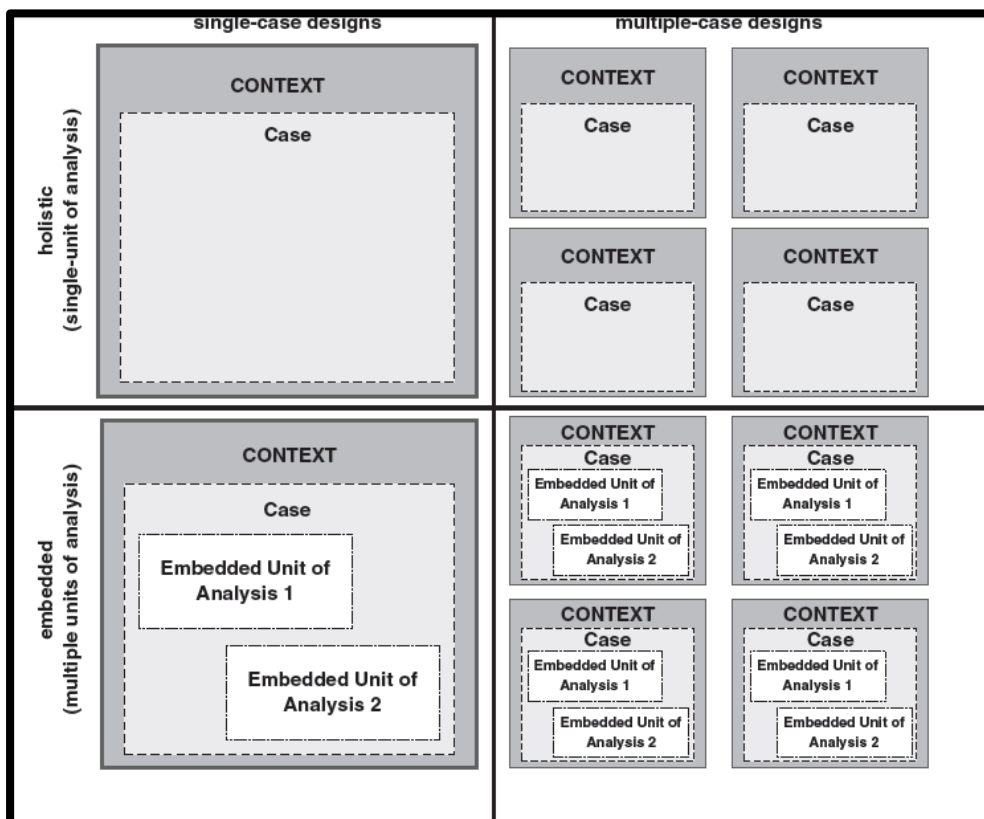 single-case designs
multiple-case designs
holistic
(single-unit of analysis)
CONTEXT
Case
CONTEXT
Case
CONTEXT
Case
CONTEXT
Case
CONTEXT
Case
embedded
(multiple units of analysis)
CONTEXT
Case
Embedded Unit of
Analysis 1
Embedded Unit of
Analysis 2
CONTEXT
Case
Embedded Unit of
Analysis 1
Embedded Unit of
Analysis 2
CONTEXT
Case
Embedded Unit of
Analysis 1
Embedded Unit of
Analysis 2
CONTEXT
Case
Embedded Unit of
Analysis 1
Embedded Unit of
Analysis 2
CONTEXT
Case
Embedded Unit of
Analysis 1
Embedded Unit of
Analysis 2